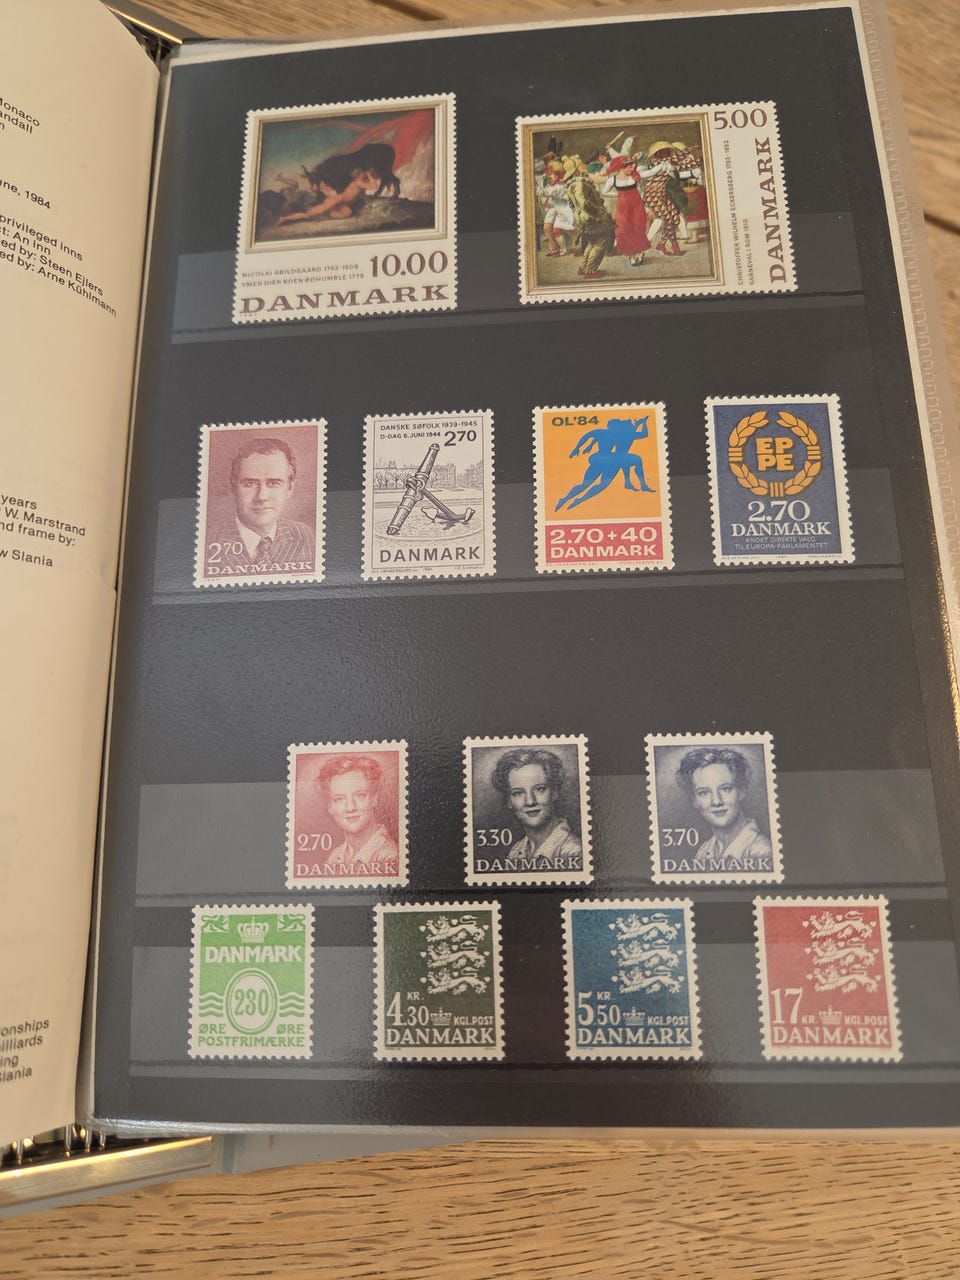 Monaco
andall
n
une, 1984
privileged inns
t: An inn
ed by: Steen Ejlers
ed by: Arne Kühlmann
years
W. Marstrand
nd frame by:
w Slania
onships
illiards
ing
Slania
NICOLAI ABILDGAARD 1743-1809
YMER DIER KOEN ØDHUMBLE 1775
10.00
DANMARK
5.00
DANMARK
CHRISTOFFER WILHELM ECKERSBERG 1783-1853
KARNEVAL I ROM 1810
270
DANMARK
DANSKE SØFOLK 1939-1945
D-DAG 6. JUNI 1944
270
DANMARK
OL'84
2.70+40
DANMARK
EP
PE
2.70
DANMARK
ANDET DIREKTE VALG
TIL EUROPA-PARLAMENTET
2.70
DANMARK
3.30
DANMARK
3.70
DANMARK
DANMARK
230
ØRE ØRE
POSTFRIMÆRKE
KR.
4.30 KGL.POST
DANMARK
KR.
5.50 KGL.POST
DANMARK
17 KR. KGL.POST
DANMARK